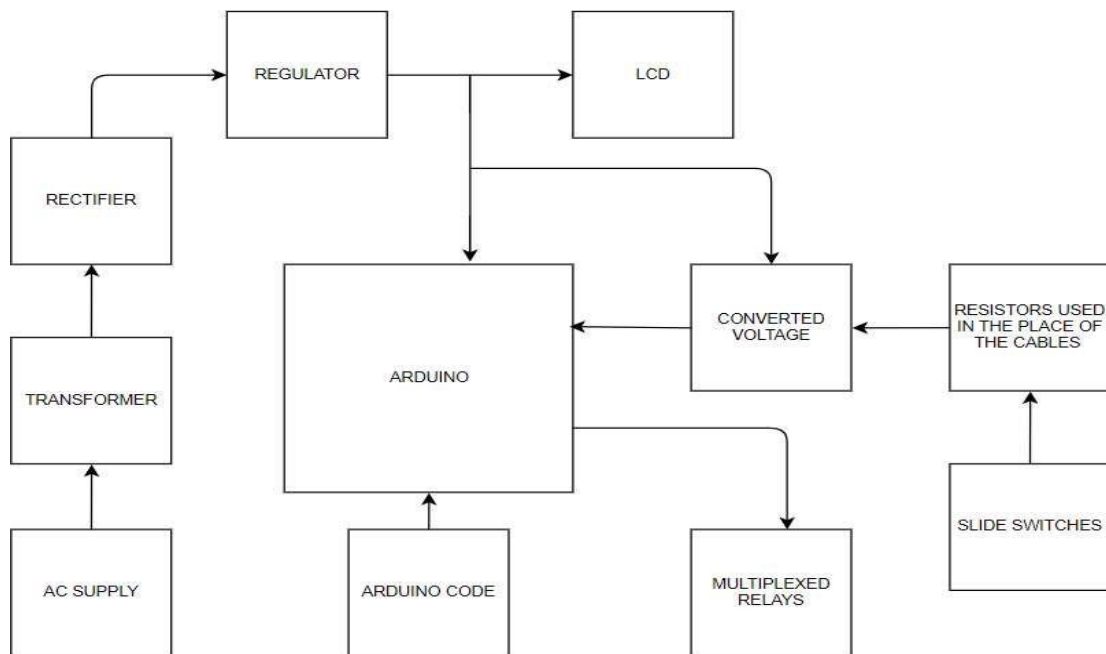 REGULATOR
LCD
RECTIFIER
RESISTORS USED
IN THE PLACE OF
THE CABLES
CONVERTED
VOLTAGE
ARDUINO
TRANSFORMER
SLIDE SWITCHES
AC SUPPLY
ARDUINO CODE
MULTIPLEXED
RELAYS